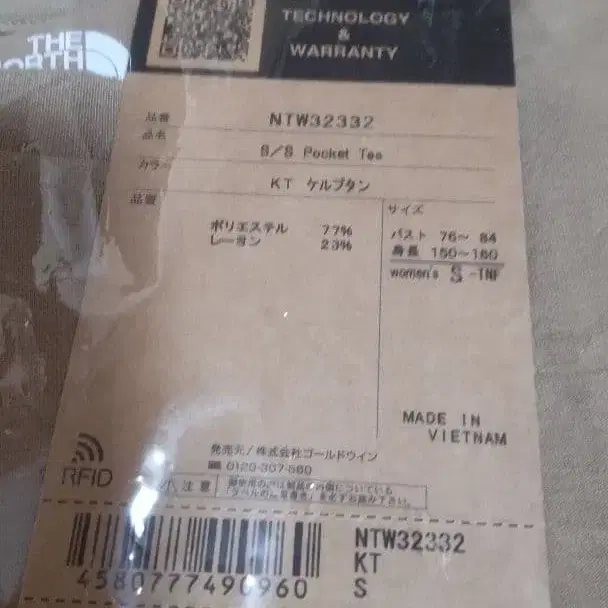 THE
NORTH
TECHNOLOGY
&
WARRANTY
品番 NTW32332
品名 S/S Pocket Tee
カラー KT ケルプタン
品質
ポリエステル 77%
レーヨン 23%
サイズ
バスト 76~ 84
身長 150~160
women's S -TNF
MADE IN
VIETNAM
発売元/株式会社ゴールドウイン
0120-307-560
RFID
注意
NTW32332
KT
S
4580777490960